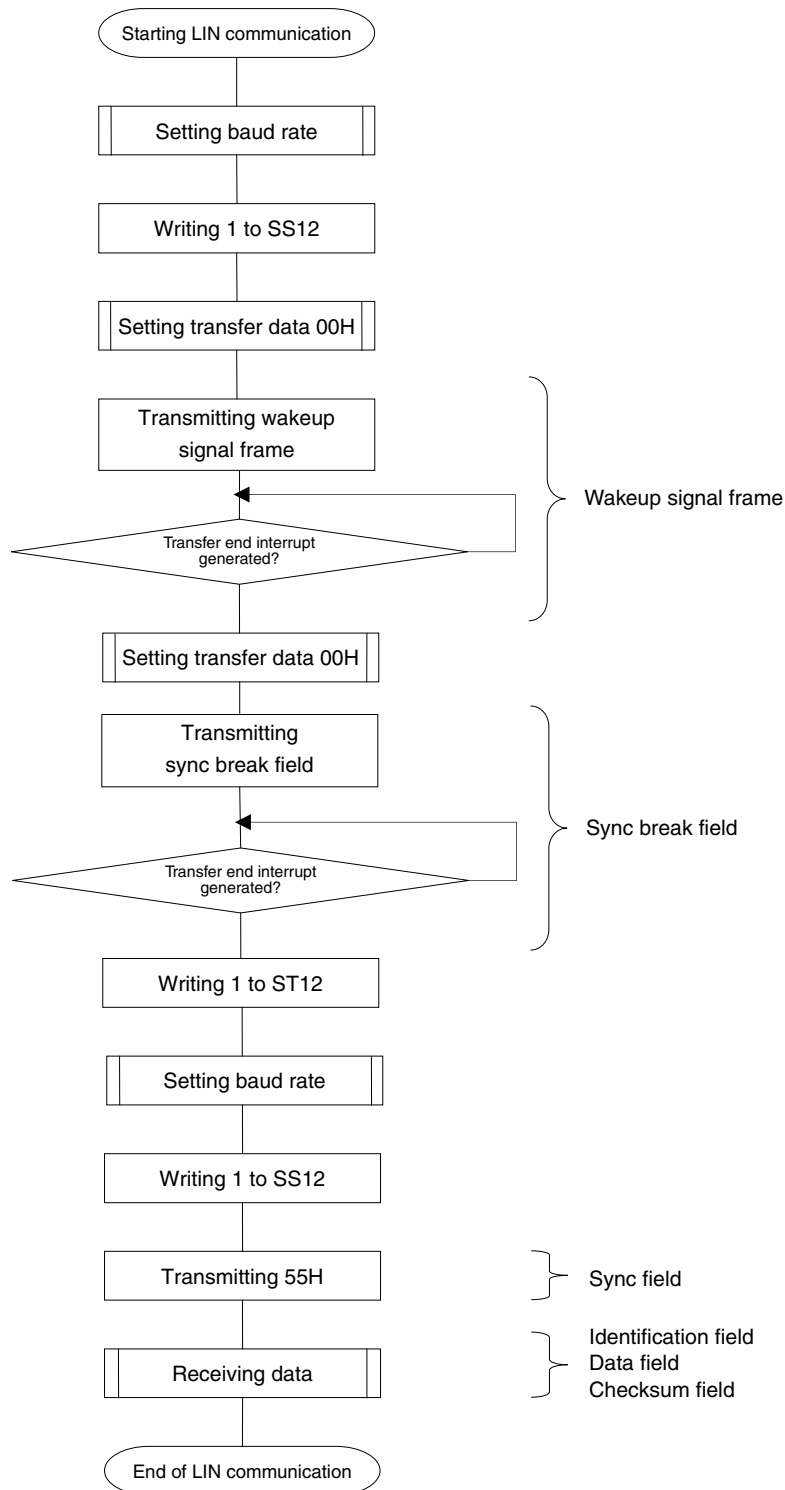 Starting LIN communication
Setting baud rate
Writing 1 to SS12
Setting transfer data 00H
Transmitting wakeup
signal frame
Wakeup signal frame
Transfer end interrupt
generated?
Setting transfer data 00H
Transmitting
sync break field
Sync break field
Transfer end interrupt
generated?
Writing 1 to ST12
Setting baud rate
Writing 1 to SS12
Transmitting 55H
Sync field
Receiving data
Identification field
Data field
Checksum field
End of LIN communication